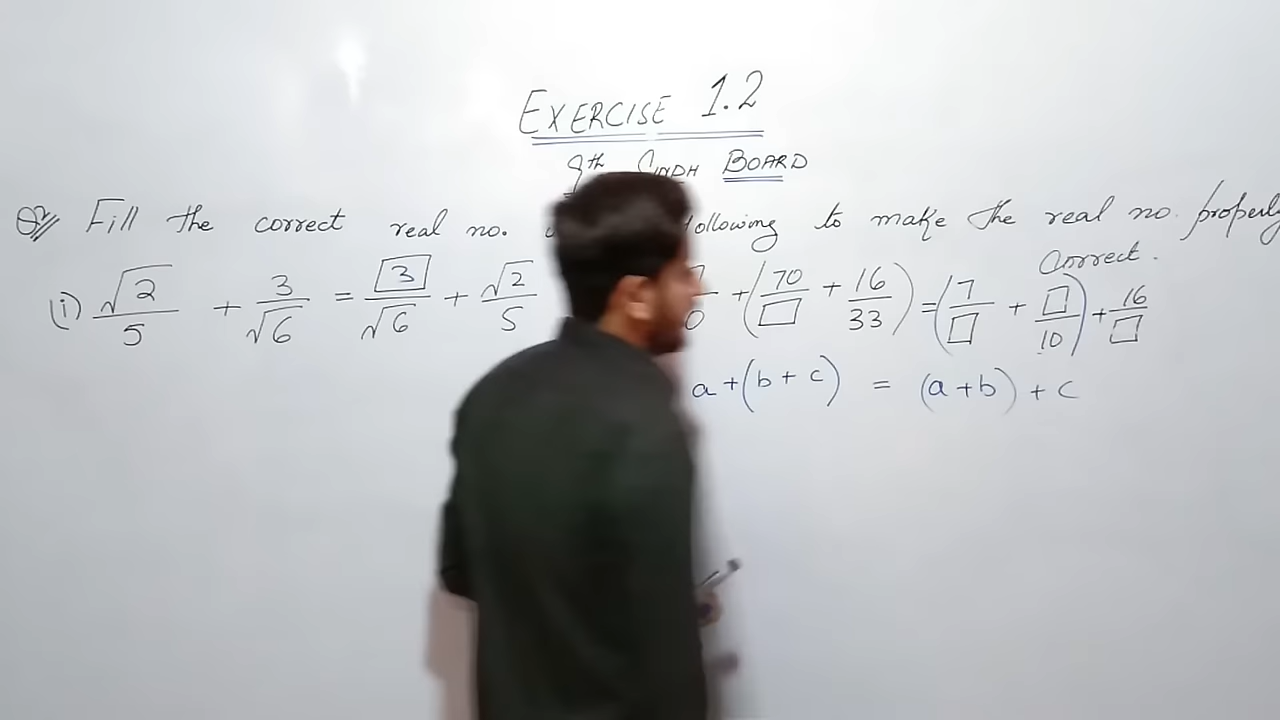 EXERCISE 1.2
9th SINDH BOARD
Q2 Fill the correct real no. following to make the real no. properly
Correct.
(i) √2/5 + 3/√6 = [3]/√6 + √2/5 + (70/□ + 16/33) = (7/□ + □/10) + 16/□
a + (b + c) = (a + b) + c